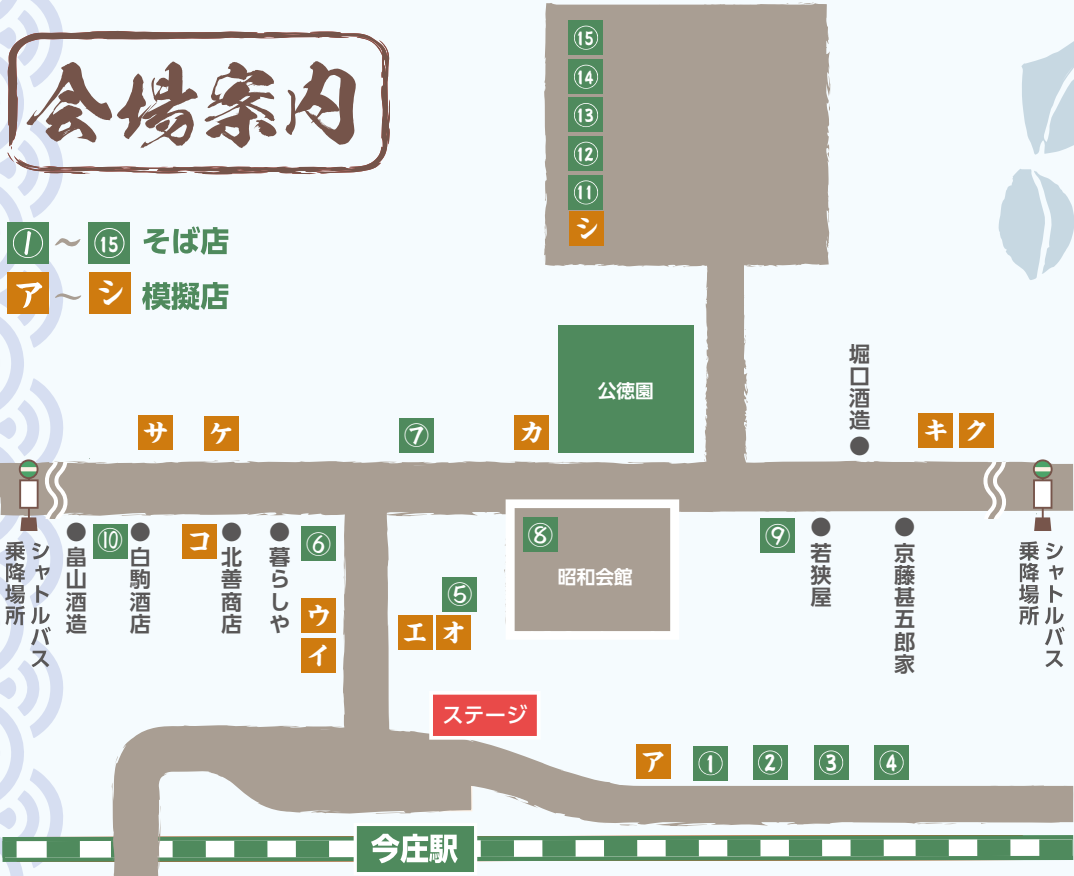 会場案内
①～⑮ そば店
ア～シ 模擬店
⑮
⑭
⑬
⑫
⑪
シ
公徳園
堀口酒造
サ
ケ
⑦
カ
キ
ク
シャトルバス
乗降場所
畠山酒造
⑩
白駒酒店
コ
北善商店
暮らしや
⑥
ウ
イ
⑤
エ
オ
⑧
昭和会館
⑨
若狭屋
京藤甚五郎家
シャトルバス
乗降場所
ステージ
ア
①
②
③
④
今庄駅